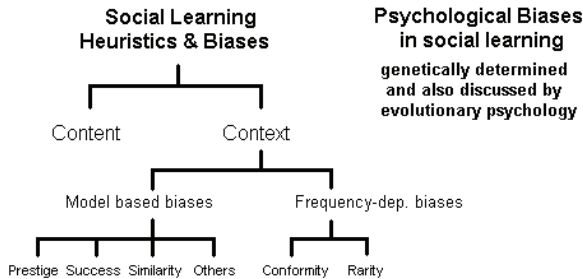 Social Learning
Heuristics & Biases
Psychological Biases
in social learning
genetically determined
and also discussed by
evolutionary psychology
Content
Context
Model based biases
Frequency-dep. biases
Prestige
Success
Similarity
Others
Conformity
Rarity